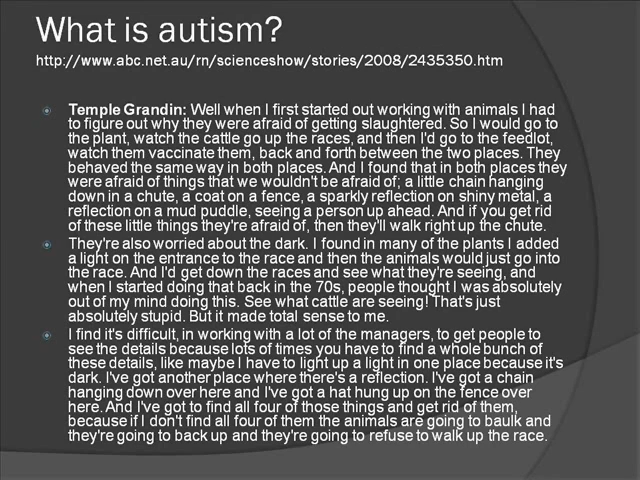 What is autism?
http://www.abc.net.au/rn/scienceshow/stories/2008/2435350.htm
Temple Grandin: Well when I first started out working with animals I had
to figure out why they were afraid of getting slaughtered. So I would go to
the plant, watch the cattle go up the races, and then I'd go to the feedlot,
watch them vaccinate them, back and forth between the two places. They
behaved the same way in both places. And I found that in both places they
were afraid of things that we wouldn't be afraid of; a little chain hanging
down in a chute, a coat on a fence, a sparkly reflection on shiny metal, a
reflection on a mud puddle, seeing a person up ahead. And if you get rid
of these little things they're afraid of, then they'll walk right up the chute.
They're also worried about the dark. I found in many of the plants I added
a light on the entrance to the race and then the animals would just go into
the race. And I'd get down the races and see what they're seeing, and
when I started doing that back in the 70s, people thought I was absolutely
out of my mind doing this. See what cattle are seeing! That's just
absolutely stupid. But it made total sense to me.
I find it's difficult, in working with a lot of the managers, to get people to
see the details because lots of times you have to find a whole bunch of
these details, like maybe I have to light up a light in one place because it's
dark. I've got another place where there's a reflection. I've got a chain
hanging down over here and I've got a hat hung up on the fence over
here. And I've got to find all four of those things and get rid of them,
because if I don't find all four of them the animals are going to baulk and
they're going to back up and they're going to refuse to walk up the race.